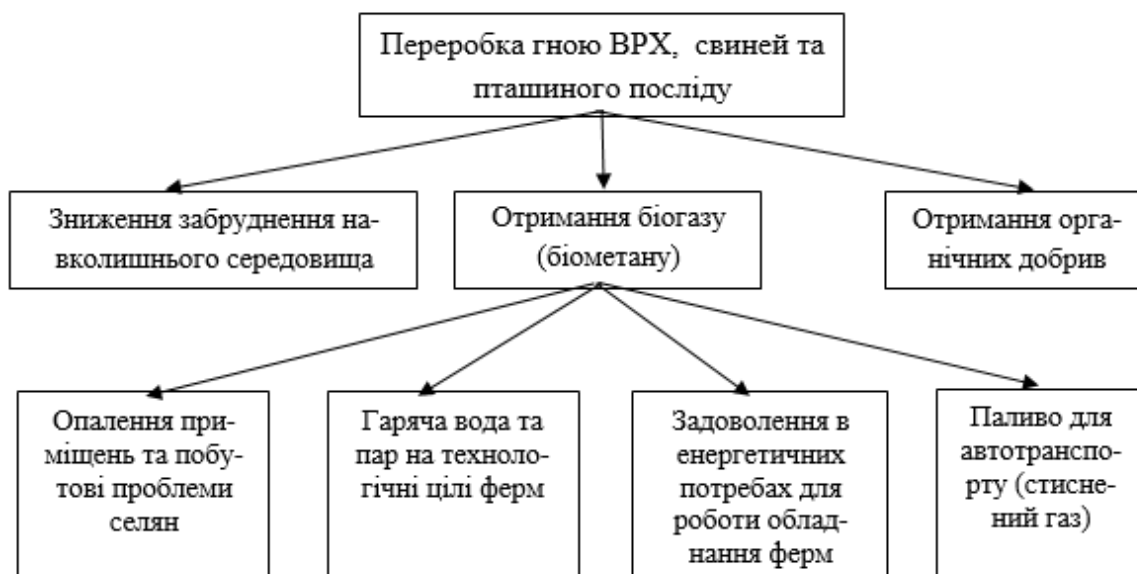 Переробка гною ВРХ, свиней та
пташиного посліду
Зниження забруднення на-
вколишнього середовища
Отримання біогазу
(біометану)
Отримання орга-
нічних добрив
Опалення при-
міщень та побу-
тові проблеми
селян
Гаряча вода та
пар на техноло-
гічні цілі ферм
Задоволення в
енергетичних
потребах для
роботи облад-
нання ферм
Паливо для
автотранспо-
рту (стисне-
ний газ)